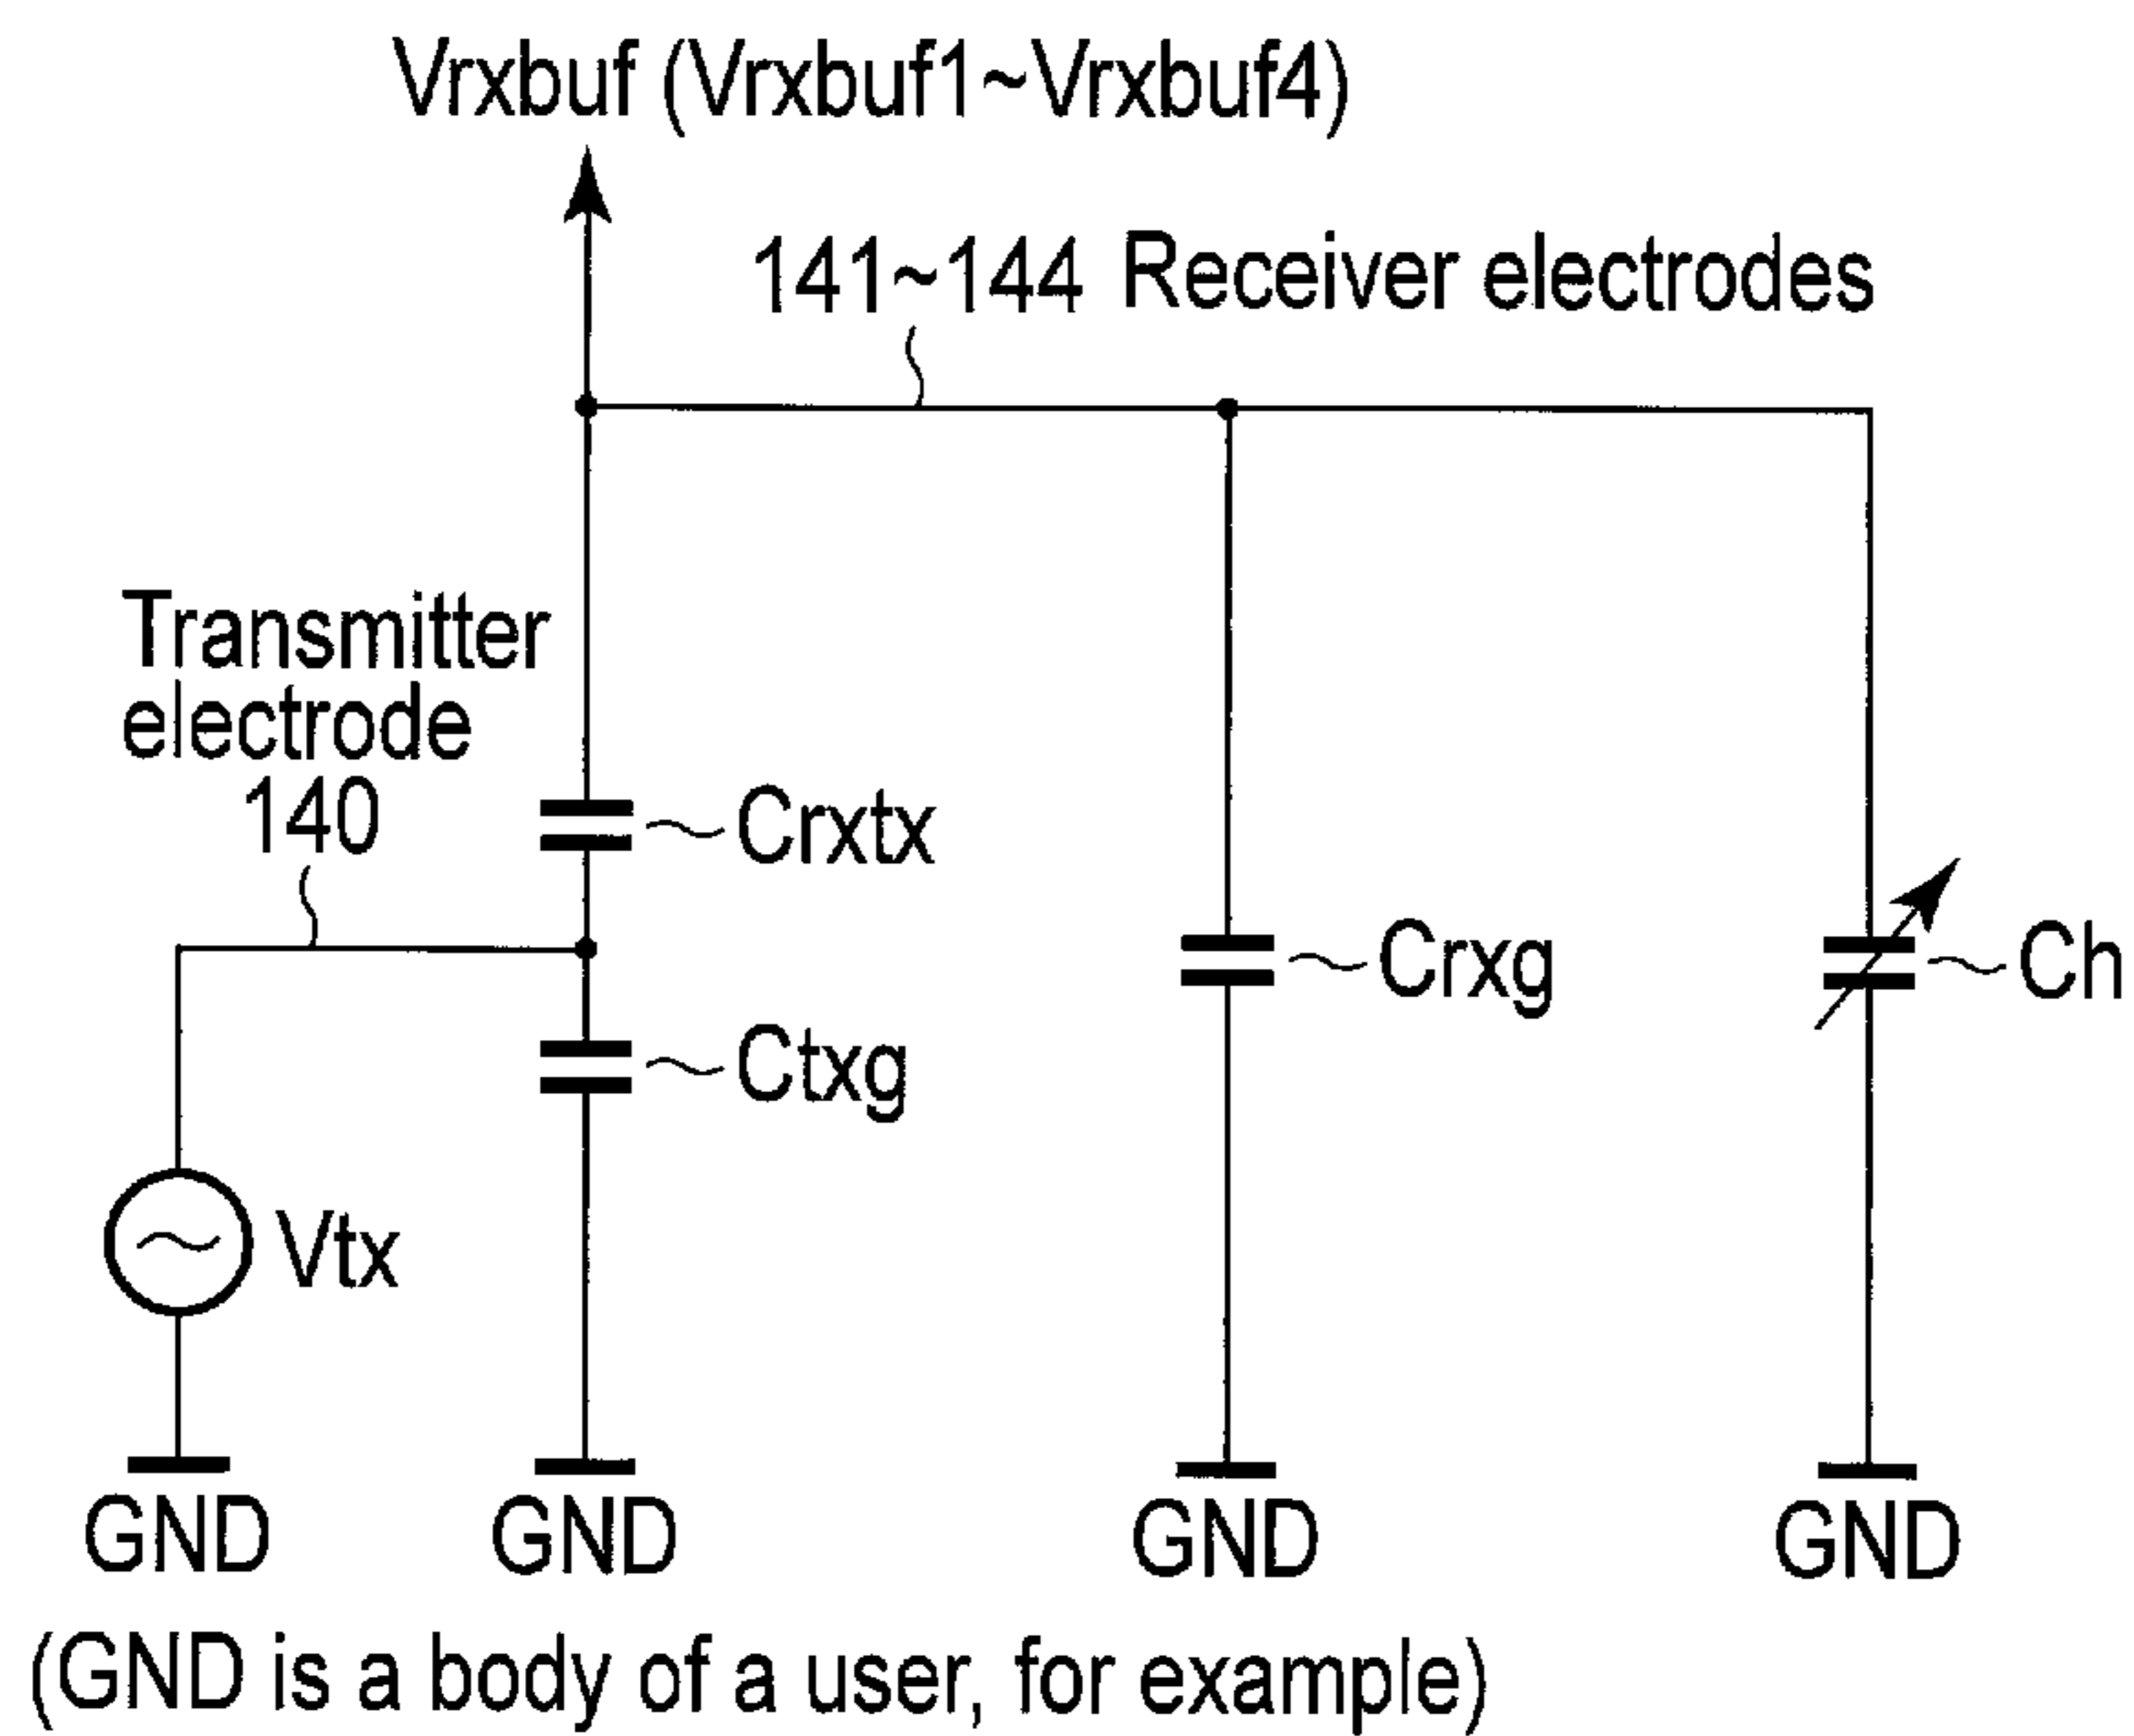 Vrxbuf (Vrxbuf1~Vrxbuf4)
141~144 Receiver electrodes
Transmitter
electrode
140
Crxtx
Crxg
Ch
Ctxg
Vtx
GND
GND
GND
GND
(GND is a body of a user, for example)